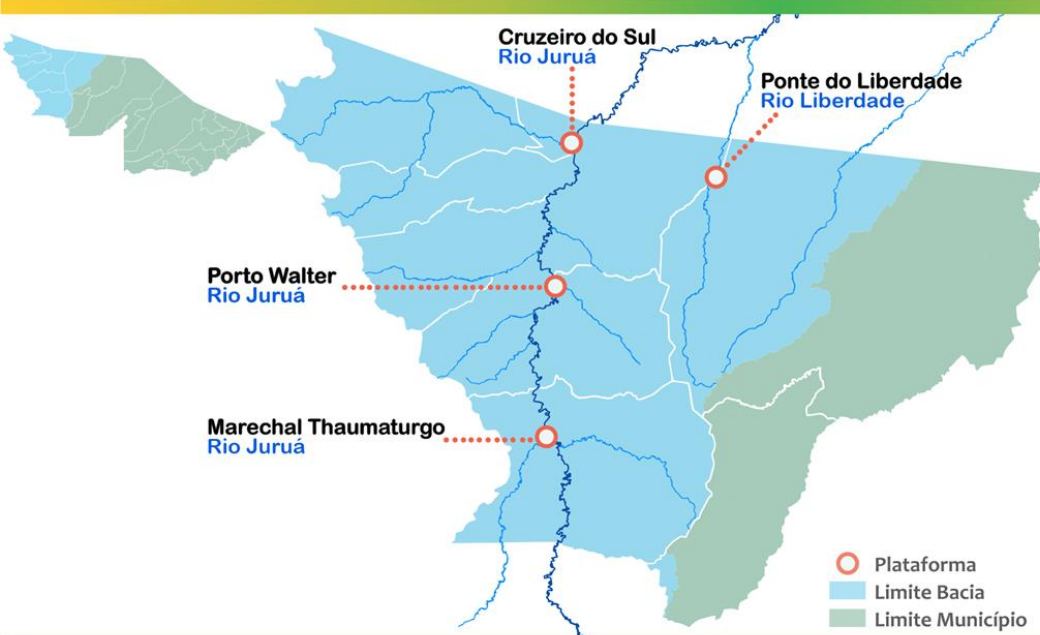 Cruzeiro do Sul
Rio Juruá
Ponte do Liberdade
Rio Liberdade
Porto Walter
Rio Juruá
Marechal Thaumaturgo
Rio Juruá
Plataforma
Limite Bacia
Limite Município